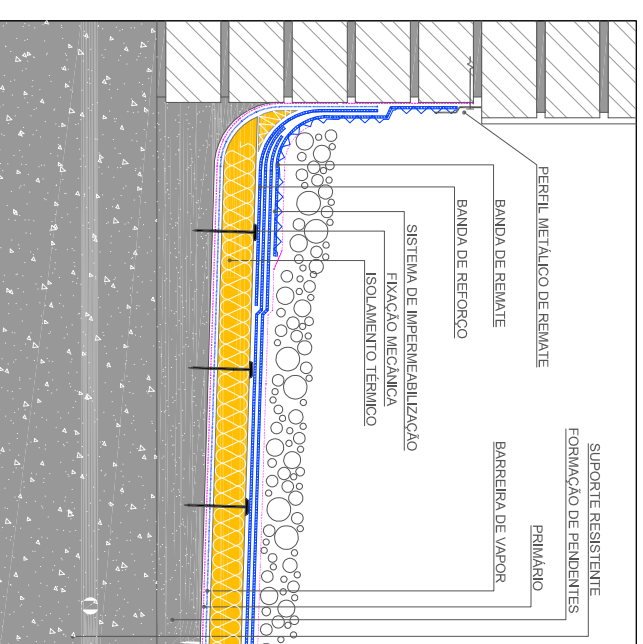 PERFIL METÁLICO DE REMATE
BANDA DE REMATE
BANDA DE REFORÇO
SISTEMA DE IMPERMEABILIZAÇÃO
FIXAÇÃO MECÂNICA
ISOLAMENTO TÉRMICO
SUPORTE RESISTENTE
FORMAÇÃO DE PENDENTES
PRIMÁRIO
BARREIRA DE VAPOR